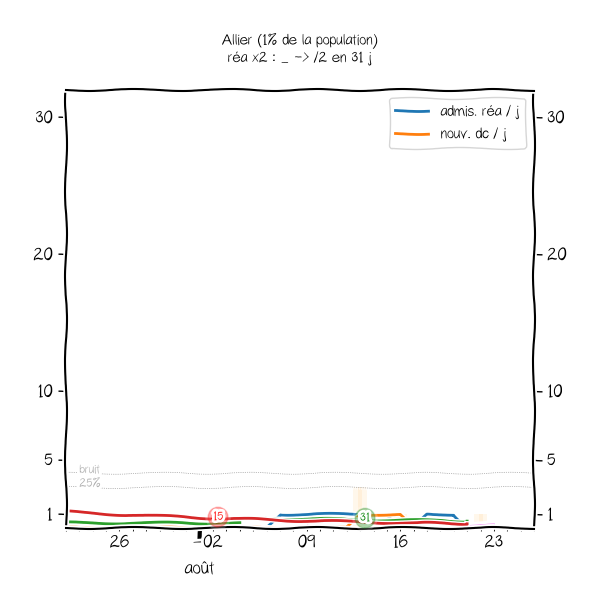 Allier (1% de la population)
réa x2 : _ -> /2 en 31 j
admis. réa / j
nouv. dc / j
30 30
20 20
10 10
5 5
bruit
25%
1 15 31 1
26 02 09 16 23
août